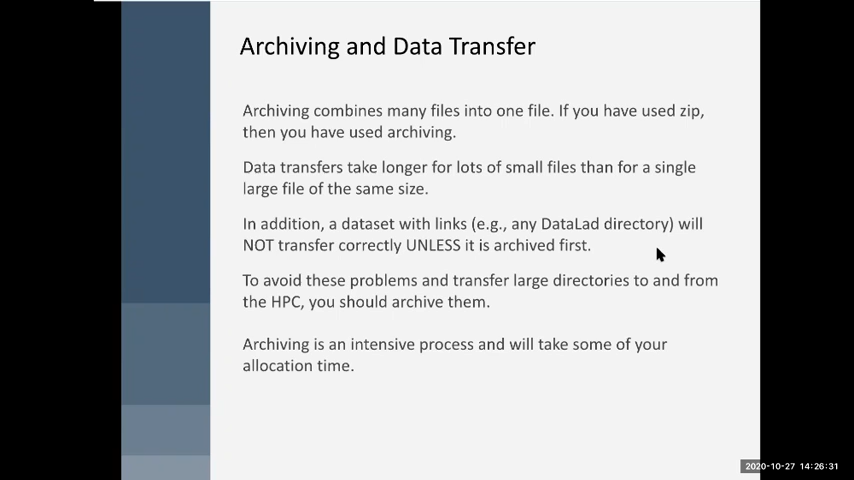 Archiving and Data Transfer
Archiving combines many files into one file. If you have used zip,
then you have used archiving.
Data transfers take longer for lots of small files than for a single
large file of the same size.
In addition, a dataset with links (e.g., any DataLad directory) will
NOT transfer correctly UNLESS it is archived first.
To avoid these problems and transfer large directories to and from
the HPC, you should archive them.
Archiving is an intensive process and will take some of your
allocation time.
2020-10-27 14:26:31